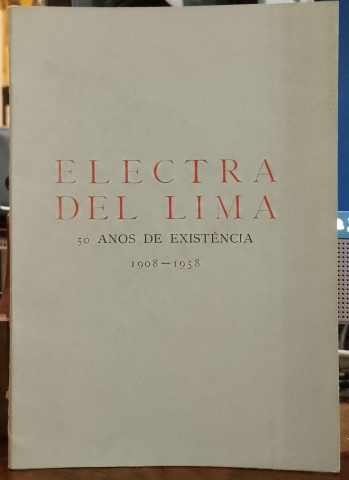 ELECTRA
DEL LIMA
50 ANOS DE EXISTÊNCIA
1908—1958